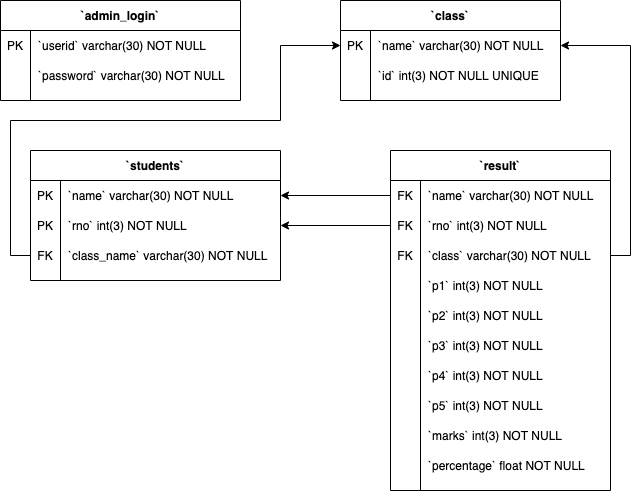 `admin_login`
PK `userid` varchar(30) NOT NULL
`password` varchar(30) NOT NULL
`class`
PK `name` varchar(30) NOT NULL
`id` int(3) NOT NULL UNIQUE
`students`
PK `name` varchar(30) NOT NULL
PK `rno` int(3) NOT NULL
FK `class_name` varchar(30) NOT NULL
`result`
FK `name` varchar(30) NOT NULL
FK `rno` int(3) NOT NULL
FK `class` varchar(30) NOT NULL
`p1` int(3) NOT NULL
`p2` int(3) NOT NULL
`p3` int(3) NOT NULL
`p4` int(3) NOT NULL
`p5` int(3) NOT NULL
`marks` int(3) NOT NULL
`percentage` float NOT NULL